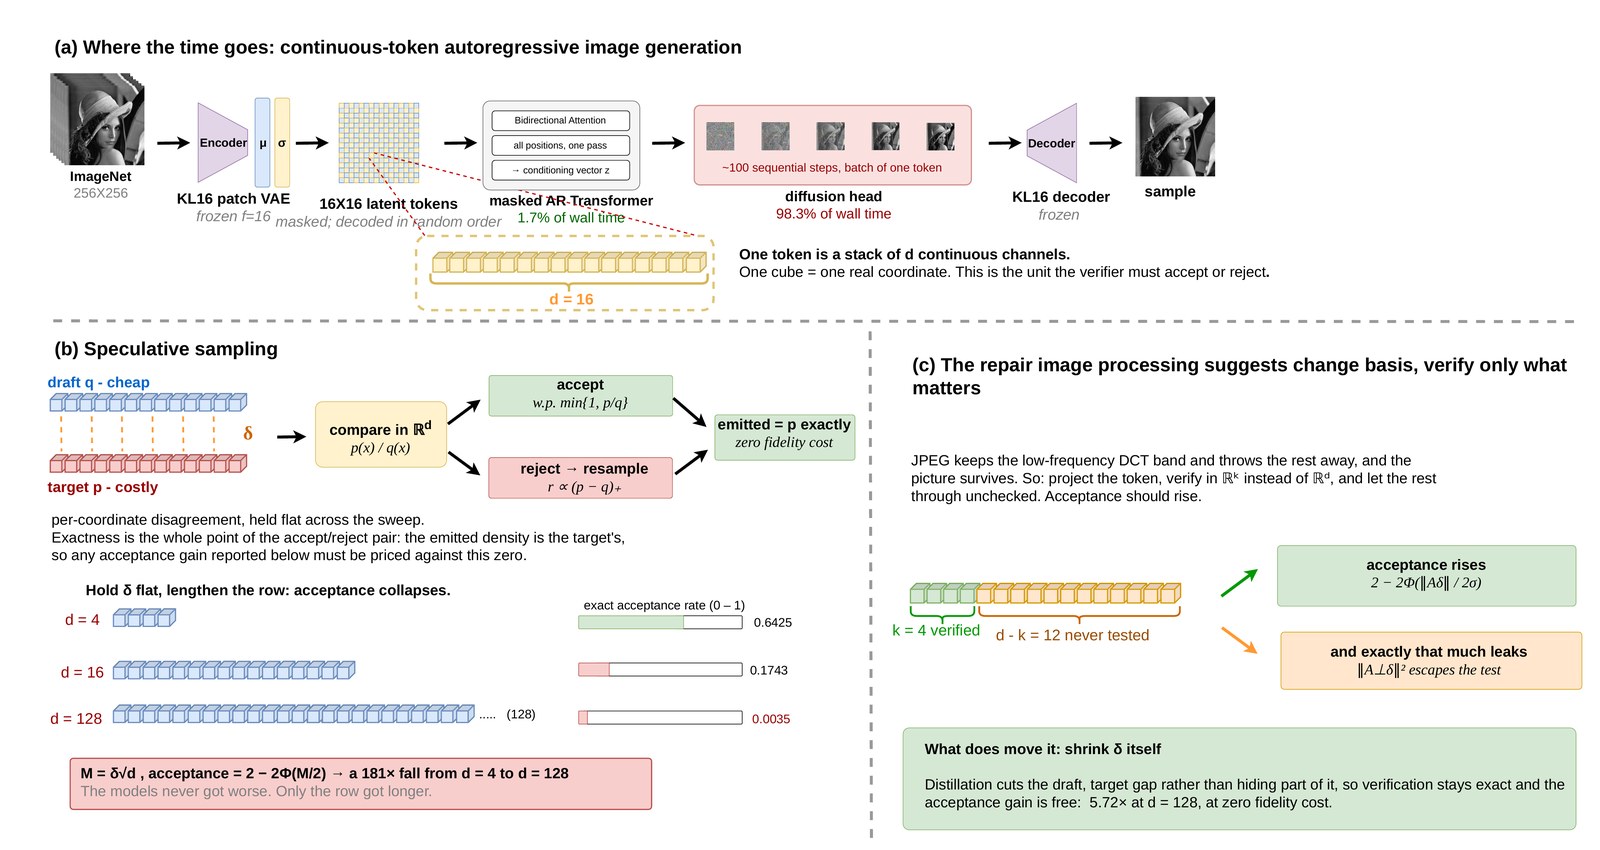 (a) Where the time goes: continuous-token autoregressive image generation
ImageNet
256X256
Encoder
μ
σ
KL16 patch VAE
frozen f=16
16X16 latent tokens
masked; decoded in random order
Bidirectional Attention
all positions, one pass
→ conditioning vector z
masked AR Transformer
1.7% of wall time
~100 sequential steps, batch of one token
diffusion head
98.3% of wall time
Decoder
KL16 decoder
frozen
sample
d = 16
One token is a stack of d continuous channels.
One cube = one real coordinate. This is the unit the verifier must accept or reject.
(b) Speculative sampling
draft q - cheap
δ
target p - costly
compare in ℝᵈ
p(x) / q(x)
accept
w.p. min{1, p/q}
reject → resample
r ∝ (p − q)₊
emitted = p exactly
zero fidelity cost
per-coordinate disagreement, held flat across the sweep.
Exactness is the whole point of the accept/reject pair: the emitted density is the target's,
so any acceptance gain reported below must be priced against this zero.
Hold δ flat, lengthen the row: acceptance collapses.
exact acceptance rate (0 – 1)
d = 4
0.6425
d = 16
0.1743
d = 128
..... (128)
0.0035
M = δ√d , acceptance = 2 − 2Φ(M/2) → a 181× fall from d = 4 to d = 128
The models never got worse. Only the row got longer.
(c) The repair image processing suggests change basis, verify only what
matters
JPEG keeps the low-frequency DCT band and throws the rest away, and the
picture survives. So: project the token, verify in ℝᵏ instead of ℝᵈ, and let the rest
through unchecked. Acceptance should rise.
k = 4 verified
d - k = 12 never tested
acceptance rises
2 − 2Φ(‖Aδ‖ / 2σ)
and exactly that much leaks
‖A⊥δ‖² escapes the test
What does move it: shrink δ itself
Distillation cuts the draft, target gap rather than hiding part of it, so verification stays exact and the
acceptance gain is free: 5.72× at d = 128, at zero fidelity cost.